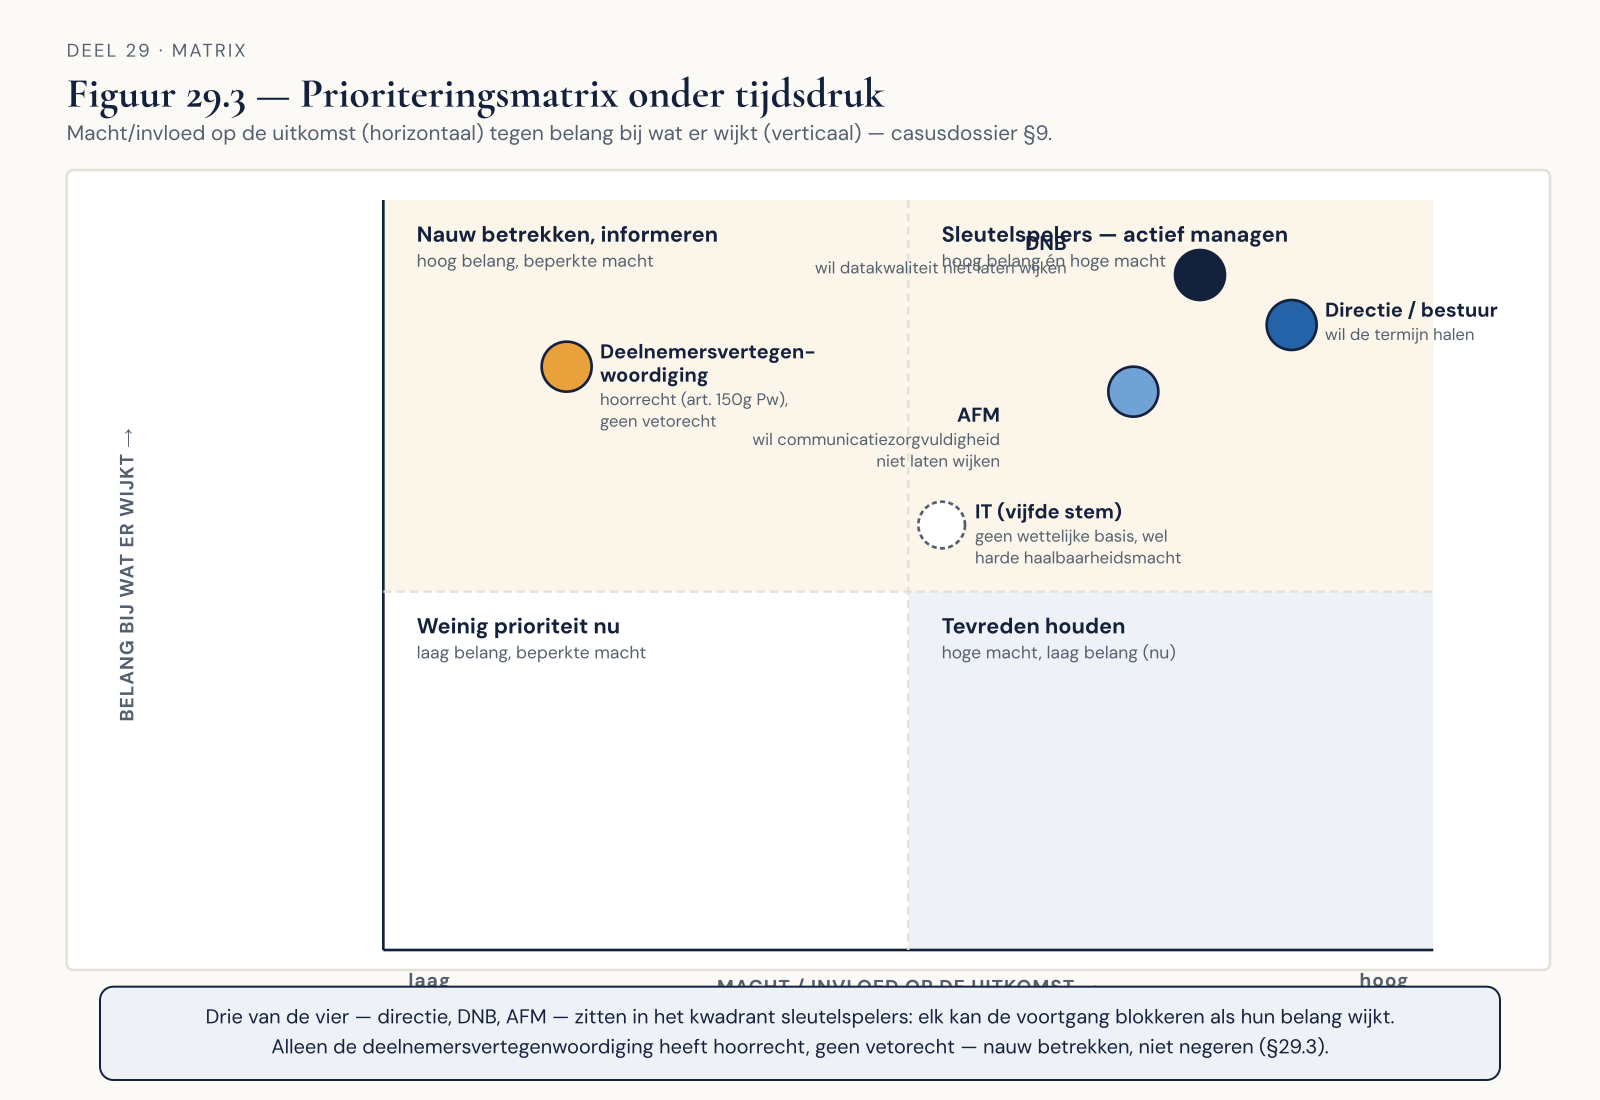 DEEL 29 · MATRIX
Figuur 29.3 — Prioriteringsmatrix onder tijdsdruk
Macht/invloed op de uitkomst (horizontaal) tegen belang bij wat er wijkt (verticaal) — casusdossier §9.
Nauw betrekken, informeren
hoog belang, beperkte macht
Sleutelspelers — actief managen
hoog belang én hoge macht
DNB
wil datakwaliteit niet laten wijken
Directie / bestuur
wil de termijn halen
Deelnemersvertegen-
woordiging
hoorrecht (art. 150g Pw),
geen vetorecht
AFM
wil communicatiezorgvuldigheid
niet laten wijken
IT (vijfde stem)
geen wettelijke basis, wel
harde haalbaarheidsmacht
BELANG BIJ WAT ER WIJKT →
Weinig prioriteit nu
laag belang, beperkte macht
Tevreden houden
hoge macht, laag belang (nu)
laag
MACHT / INVLOED OP DE UITKOMST →
hoog
Drie van de vier — directie, DNB, AFM — zitten in het kwadrant sleutelspelers: elk kan de voortgang blokkeren als hun belang wijkt.
Alleen de deelnemersvertegenwoordiging heeft hoorrecht, geen vetorecht — nauw betrekken, niet negeren (§29.3).